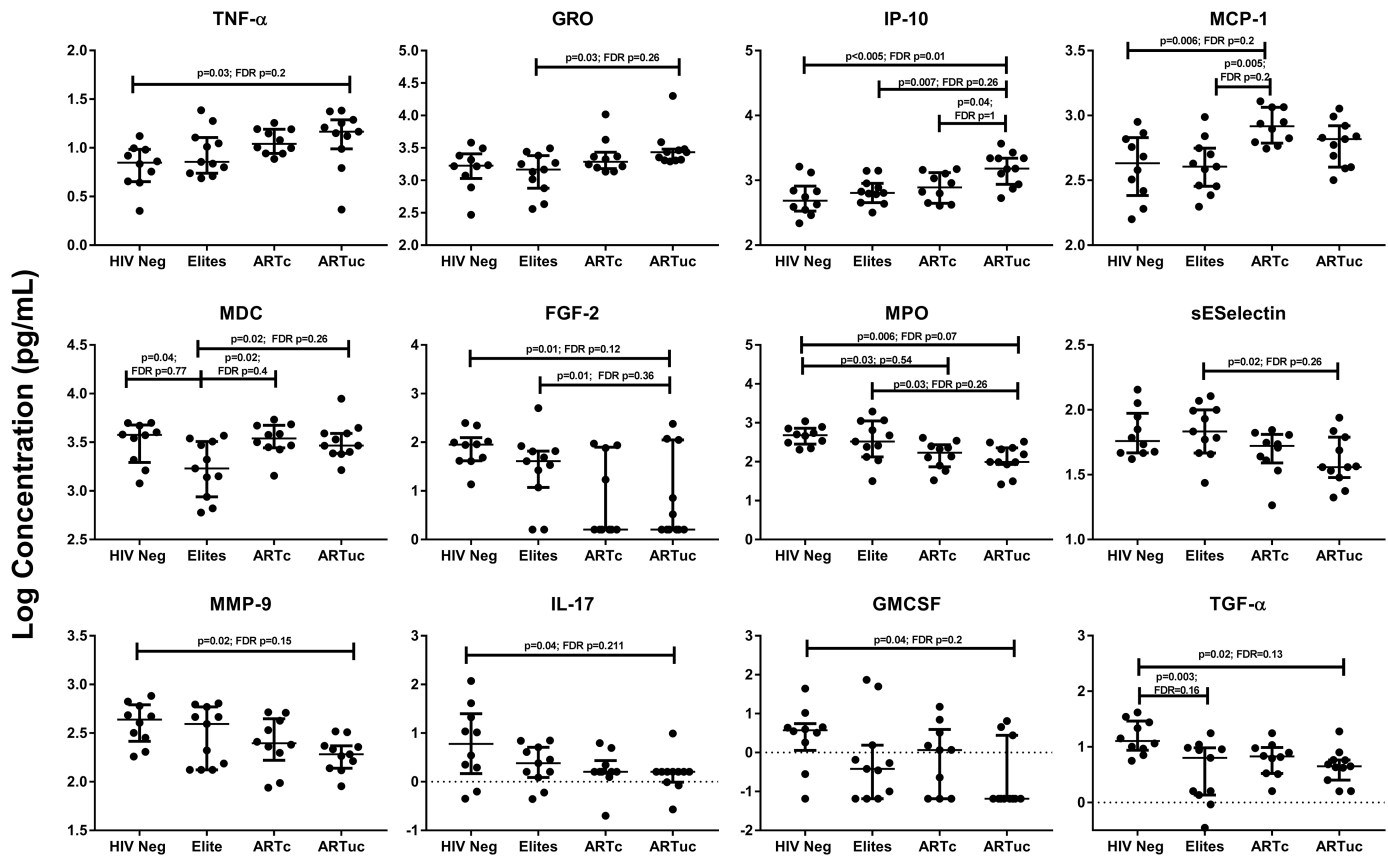 Log Concentration (pg/mL)
TNF-α
2.0
1.5
1.0
0.5
0.0
p=0.03; FDR p=0.2
HIV Neg Elites ARTc ARTuc
GRO
5.0
4.5
4.0
3.5
3.0
2.5
2.0
p=0.03; FDR p=0.26
HIV Neg Elites ARTc ARTuc
IP-10
5
4
3
2
p<0.005; FDR p=0.01
p=0.007; FDR p=0.26
p=0.04;
FDR p=1
HIV Neg Elites ARTc ARTuc
MCP-1
3.5
3.0
2.5
2.0
p=0.006; FDR p=0.2
p=0.005;
FDR p=0.2
HIV Neg Elites ARTc ARTuc
MDC
4.5
4.0
3.5
3.0
2.5
p=0.02; FDR p=0.26
p=0.04;
FDR p=0.77
p=0.02;
FDR p=0.4
HIV Neg Elites ARTc ARTuc
FGF-2
4
3
2
1
0
p=0.01; FDR p=0.12
p=0.01; FDR p=0.36
HIV Neg Elites ARTc ARTuc
MPO
5
4
3
2
1
0
p=0.006; FDR p=0.07
p=0.03; p=0.54
p=0.03; FDR p=0.26
HIV Neg Elite ARTc ARTuc
sESelectin
2.5
2.0
1.5
1.0
p=0.02; FDR p=0.26
HIV Neg Elites ARTc ARTuc
MMP-9
3.5
3.0
2.5
2.0
1.5
p=0.02; FDR p=0.15
HIV Neg Elite ARTc ARTuc
IL-17
3
2
1
0
-1
p=0.04; FDR p=0.211
HIV Neg Elites ARTc ARTuc
GMCSF
3
2
1
0
-1
-2
p=0.04; FDR p=0.2
HIV Neg Elites ARTc ARTuc
TGF-α
3
2
1
0
p=0.02; FDR=0.13
p=0.003;
FDR=0.16
HIV Neg Elites ARTc ARTuc